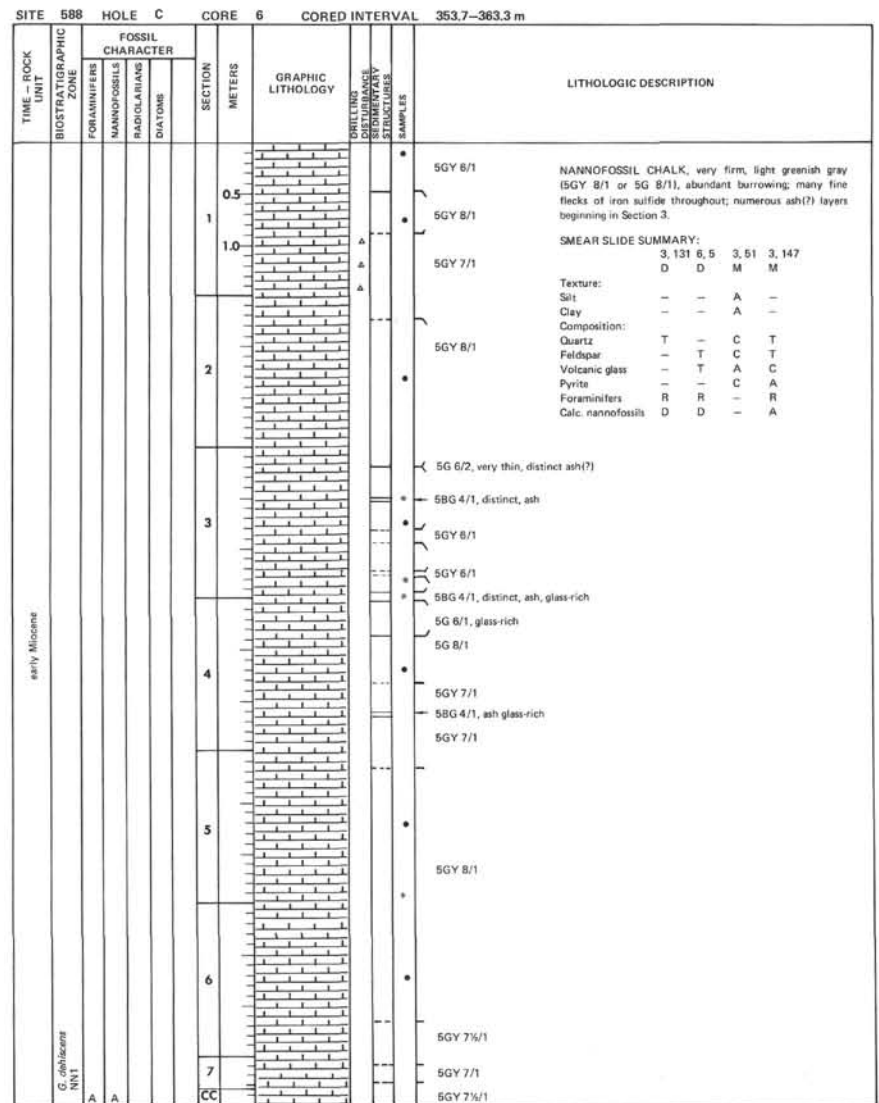 SITE 588 HOLE C CORE 6 CORED INTERVAL 353.7–363.3 m
TIME – ROCK UNIT
BIOSTRATIGRAPHIC ZONE
FOSSIL CHARACTER
FORAMINIFERS
NANNOFOSSILS
RADIOLARIANS
DIATOMS
SECTION
METERS
GRAPHIC LITHOLOGY
DRILLING DISTURBANCE
SEDIMENTARY STRUCTURES
SAMPLES
LITHOLOGIC DESCRIPTION
early Miocene
G. dehiscens
NN1
A A
1
0.5
1.0
2
3
4
5
6
7
CC
5GY 8/1
5GY 7/1
5GY 8/1
5G 6/2, very thin, distinct ash(?)
5BG 4/1, distinct, ash
5GY 6/1
5GY 6/1
5BG 4/1, distinct, ash, glass-rich
5G 6/1, glass-rich
5G 8/1
5GY 7/1
5BG 4/1, ash glass-rich
5GY 7/1
5GY 8/1
5GY 7½/1
5GY 7/1
5GY 7½/1
NANNOFOSSIL CHALK, very firm, light greenish gray
(5GY 8/1 or 5G 8/1), abundant burrowing; many fine
flecks of iron sulfide throughout; numerous ash(?) layers
beginning in Section 3.
SMEAR SLIDE SUMMARY:
3, 131 6, 5 3, 51 3, 147
D D M M
Texture:
Silt – – A –
Clay – – A –
Composition:
Quartz T – C T
Feldspar – T C T
Volcanic glass – T A C
Pyrite – – C A
Foraminifers R R – R
Calc. nannofossils D D – A